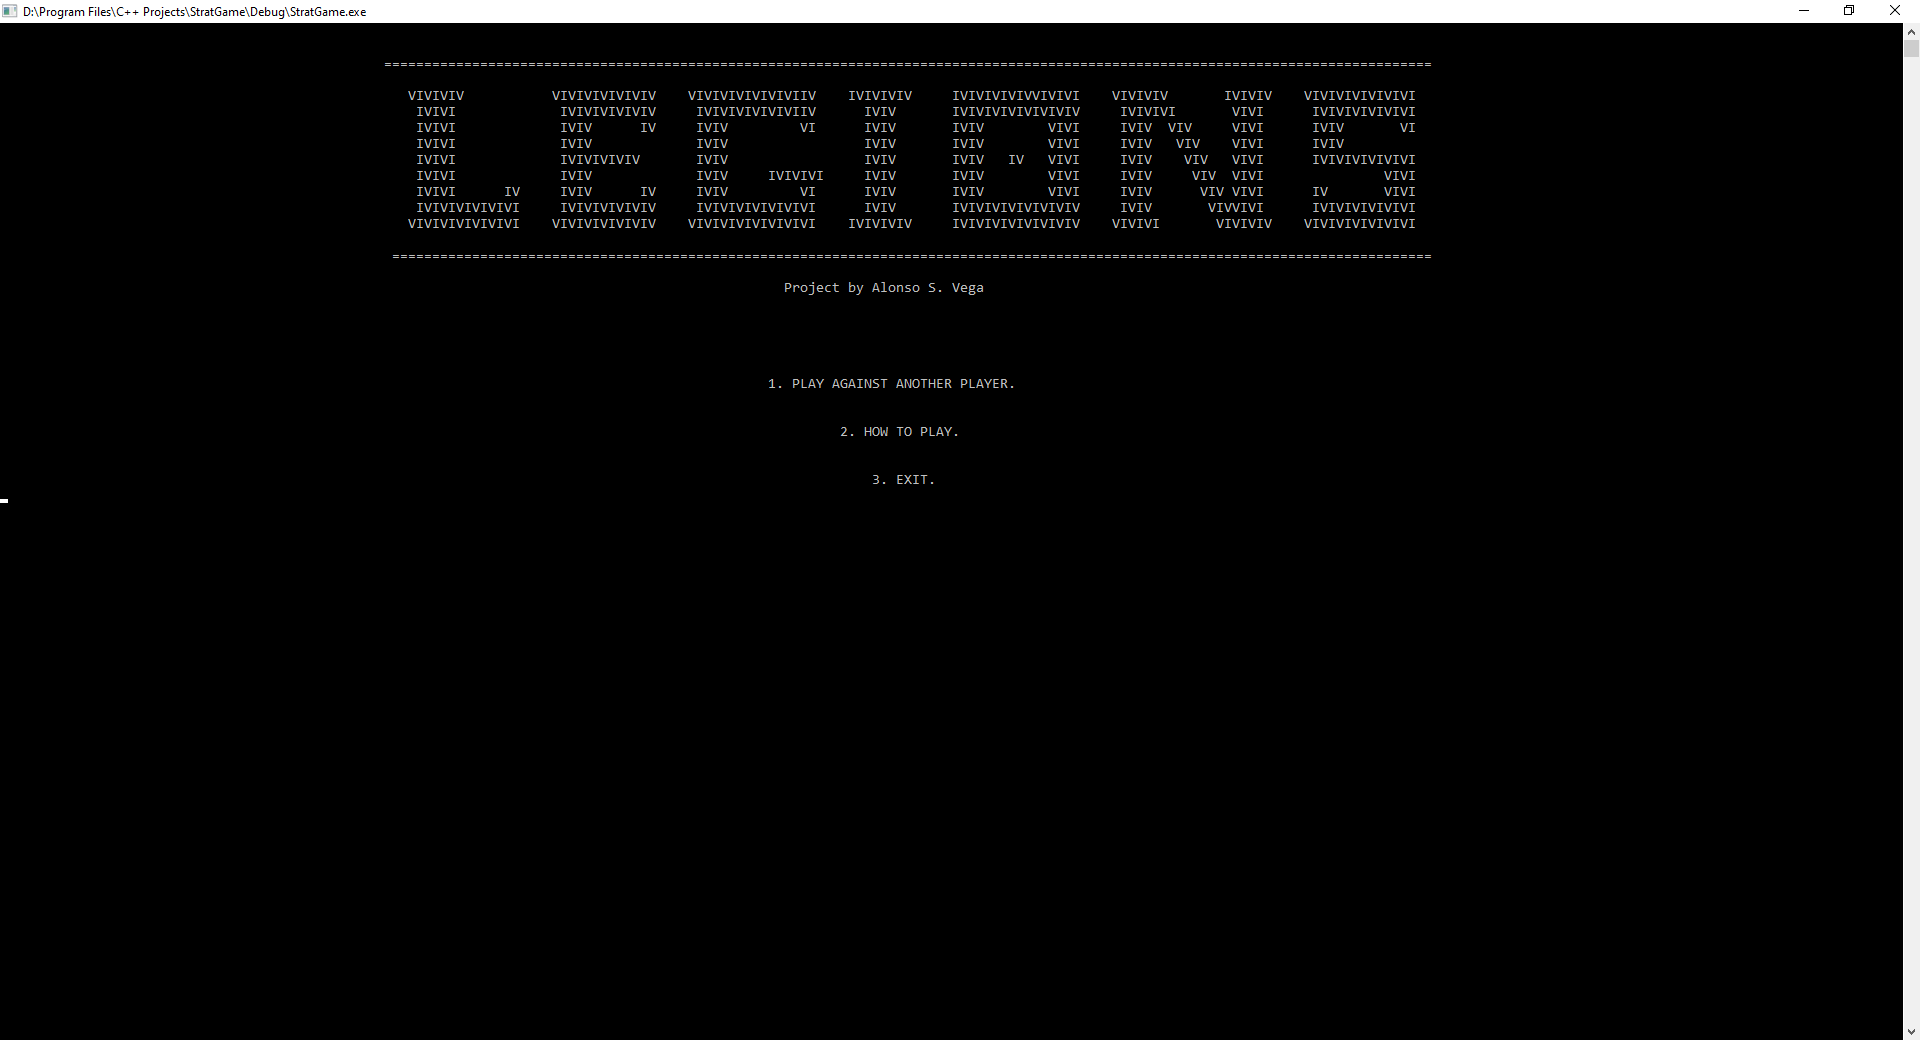 D:\Program Files\C++ Projects\StratGame\Debug\StratGame.exe
===================================================================================================================================
VIVIVIV           VIVIVIVIVIVIV    VIVIVIVIVIVIVIIV    IVIVIVIV     IVIVIVIVIVVIVIVI    VIVIVIV       IVIVIV    VIVIVIVIVIVIVI
 IVIVI             IVIVIVIVIVIV     IVIVIVIVIVIVIIV      IVIV       IVIVIVIVIVIVIVIV     IVIVIVI       VIVI      IVIVIVIVIVIVI
 IVIVI             IVIV      IV     IVIV         VI      IVIV       IVIV        VIVI     IVIV  VIV     VIVI      IVIV       VI
 IVIVI             IVIV             IVIV                 IVIV       IVIV        VIVI     IVIV   VIV    VIVI      IVIV
 IVIVI             IVIVIVIVIV       IVIV                 IVIV       IVIV   IV   VIVI     IVIV    VIV   VIVI      IVIVIVIVIVIVI
 IVIVI             IVIV             IVIV     IVIVIVI     IVIV       IVIV        VIVI     IVIV     VIV  VIVI               VIVI
 IVIVI      IV     IVIV      IV     IVIV         VI      IVIV       IVIV        VIVI     IVIV      VIV VIVI      IV       VIVI
 IVIVIVIVIVIVI     IVIVIVIVIVIV     IVIVIVIVIVIVIVI      IVIV       IVIVIVIVIVIVIVIV     IVIV       VIVVIVI      IVIVIVIVIVIVI
VIVIVIVIVIVIVI    VIVIVIVIVIVIV    VIVIVIVIVIVIVIVI    IVIVIVIV     IVIVIVIVIVIVIVIV    VIVIVI       VIVIVIV    VIVIVIVIVIVIVI
==================================================================================================================================
Project by Alonso S. Vega
1. PLAY AGAINST ANOTHER PLAYER.
2. HOW TO PLAY.
3. EXIT.